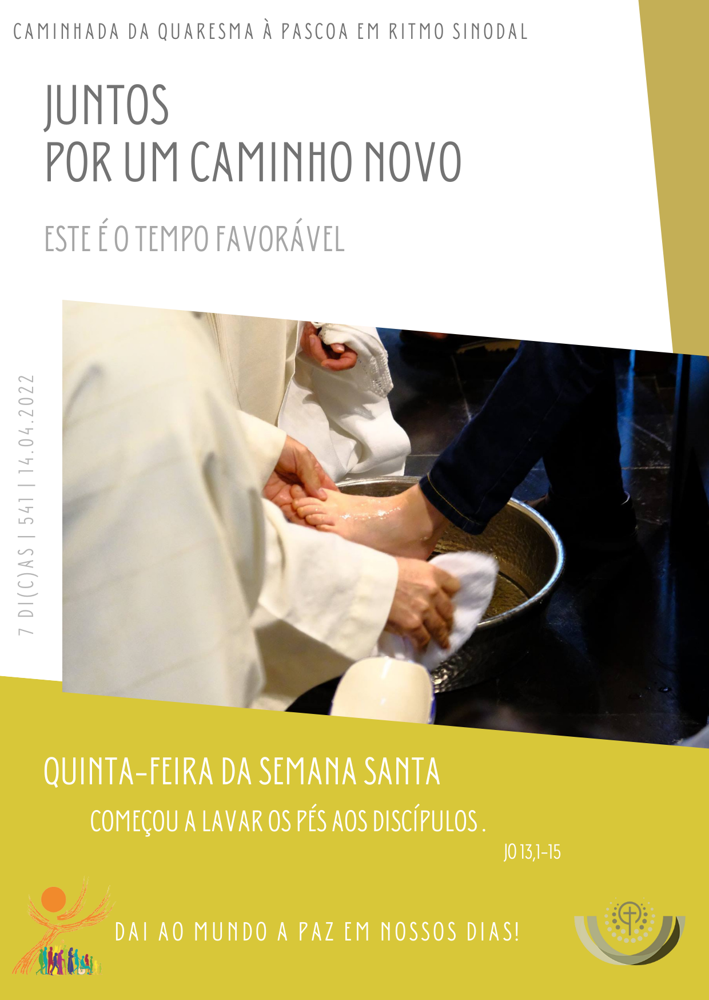 CAMINHADA DA QUARESMA À PASCOA EM RITMO SINODAL
JUNTOS
POR UM CAMINHO NOVO
ESTE É O TEMPO FAVORÁVEL
7 DI(C)AS | 541 | 14.04.2022
QUINTA-FEIRA DA SEMANA SANTA
COMEÇOU A LAVAR OS PÉS AOS DISCÍPULOS .
JO 13,1-15
DAI AO MUNDO A PAZ EM NOSSOS DIAS!